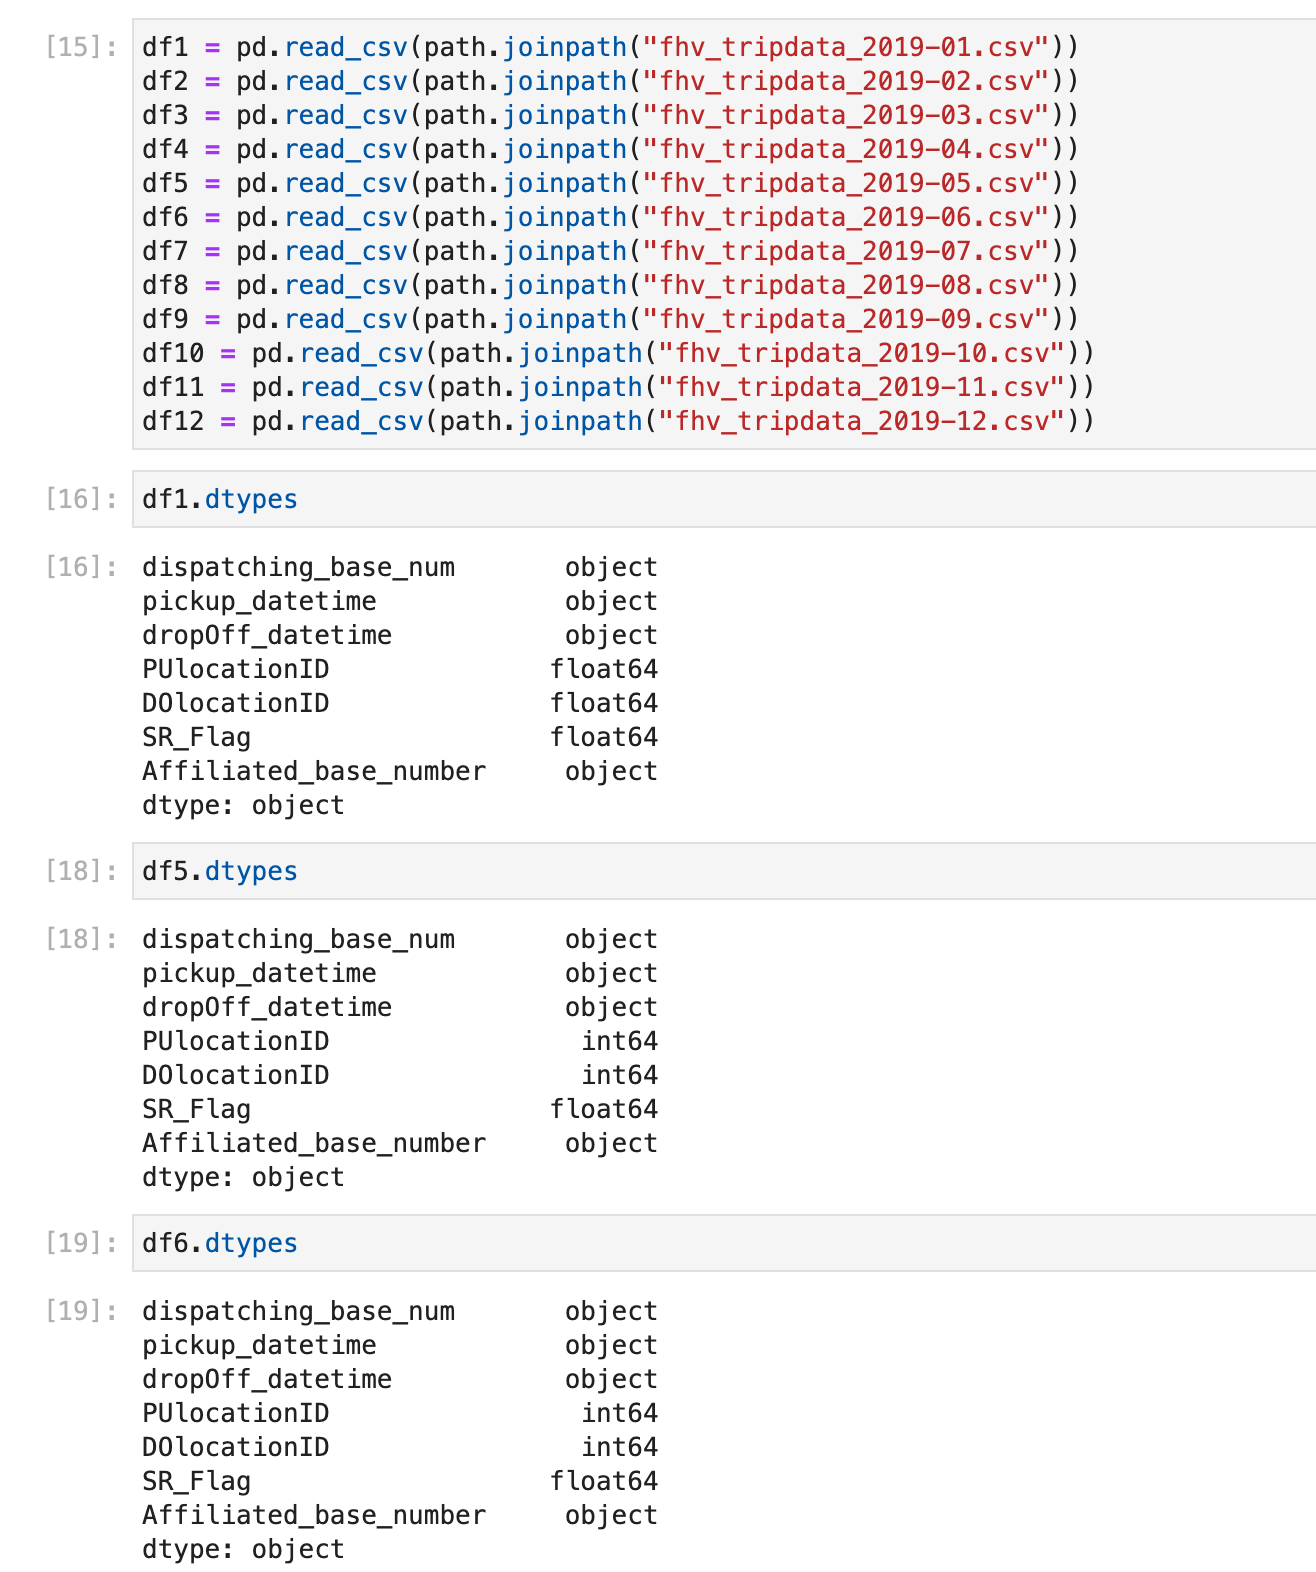 [15]: df1 = pd.read_csv(path.joinpath("fhv_tripdata_2019-01.csv"))
df2 = pd.read_csv(path.joinpath("fhv_tripdata_2019-02.csv"))
df3 = pd.read_csv(path.joinpath("fhv_tripdata_2019-03.csv"))
df4 = pd.read_csv(path.joinpath("fhv_tripdata_2019-04.csv"))
df5 = pd.read_csv(path.joinpath("fhv_tripdata_2019-05.csv"))
df6 = pd.read_csv(path.joinpath("fhv_tripdata_2019-06.csv"))
df7 = pd.read_csv(path.joinpath("fhv_tripdata_2019-07.csv"))
df8 = pd.read_csv(path.joinpath("fhv_tripdata_2019-08.csv"))
df9 = pd.read_csv(path.joinpath("fhv_tripdata_2019-09.csv"))
df10 = pd.read_csv(path.joinpath("fhv_tripdata_2019-10.csv"))
df11 = pd.read_csv(path.joinpath("fhv_tripdata_2019-11.csv"))
df12 = pd.read_csv(path.joinpath("fhv_tripdata_2019-12.csv"))
[16]: df1.dtypes
[16]: dispatching_base_num object
pickup_datetime object
dropOff_datetime object
PUlocationID float64
DOlocationID float64
SR_Flag float64
Affiliated_base_number object
dtype: object
[18]: df5.dtypes
[18]: dispatching_base_num object
pickup_datetime object
dropOff_datetime object
PUlocationID int64
DOlocationID int64
SR_Flag float64
Affiliated_base_number object
dtype: object
[19]: df6.dtypes
[19]: dispatching_base_num object
pickup_datetime object
dropOff_datetime object
PUlocationID int64
DOlocationID int64
SR_Flag float64
Affiliated_base_number object
dtype: object